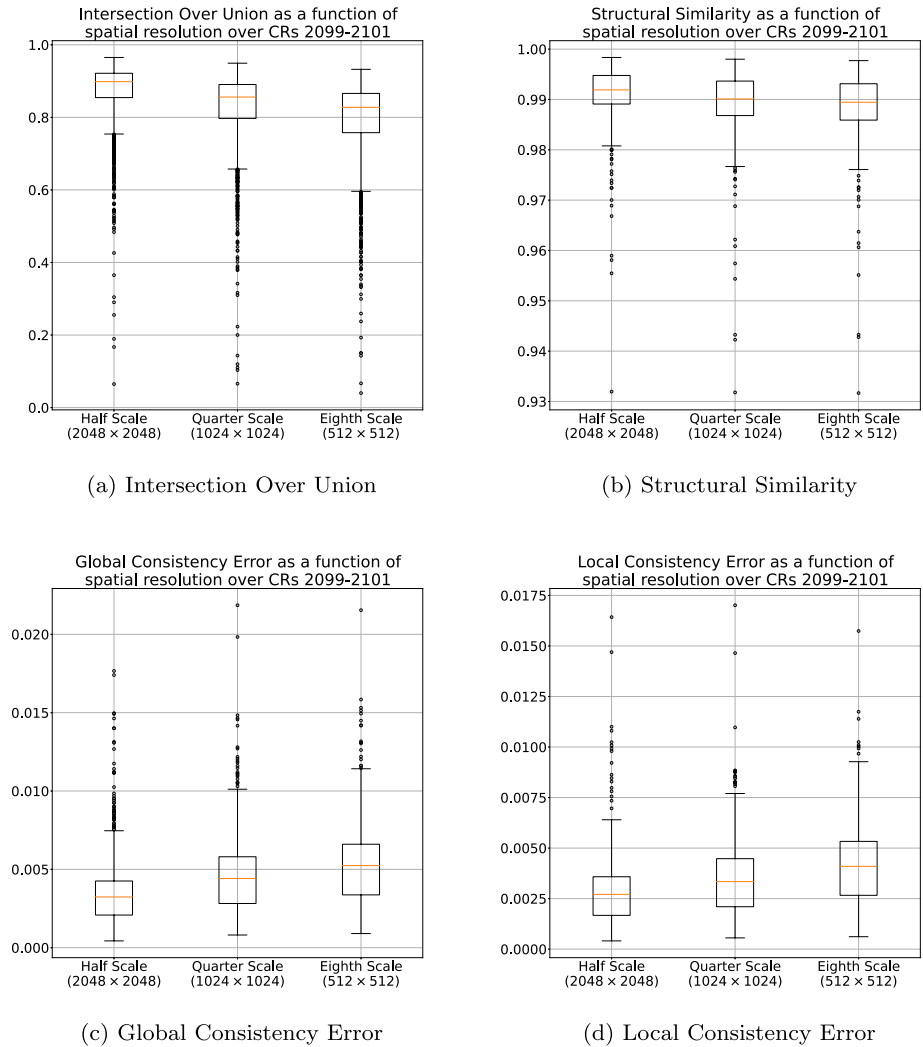 Intersection Over Union as a function of
spatial resolution over CRs 2099-2101
1.0
0.8
0.6
0.4
0.2
0.0
Half Scale
(2048 × 2048)
Quarter Scale
(1024 × 1024)
Eighth Scale
(512 × 512)
(a) Intersection Over Union
Structural Similarity as a function of
spatial resolution over CRs 2099-2101
1.00
0.99
0.98
0.97
0.96
0.95
0.94
0.93
Half Scale
(2048 × 2048)
Quarter Scale
(1024 × 1024)
Eighth Scale
(512 × 512)
(b) Structural Similarity
Global Consistency Error as a function of
spatial resolution over CRs 2099-2101
0.020
0.015
0.010
0.005
0.000
Half Scale
(2048 × 2048)
Quarter Scale
(1024 × 1024)
Eighth Scale
(512 × 512)
(c) Global Consistency Error
Local Consistency Error as a function of
spatial resolution over CRs 2099-2101
0.0175
0.0150
0.0125
0.0100
0.0075
0.0050
0.0025
0.0000
Half Scale
(2048 × 2048)
Quarter Scale
(1024 × 1024)
Eighth Scale
(512 × 512)
(d) Local Consistency Error